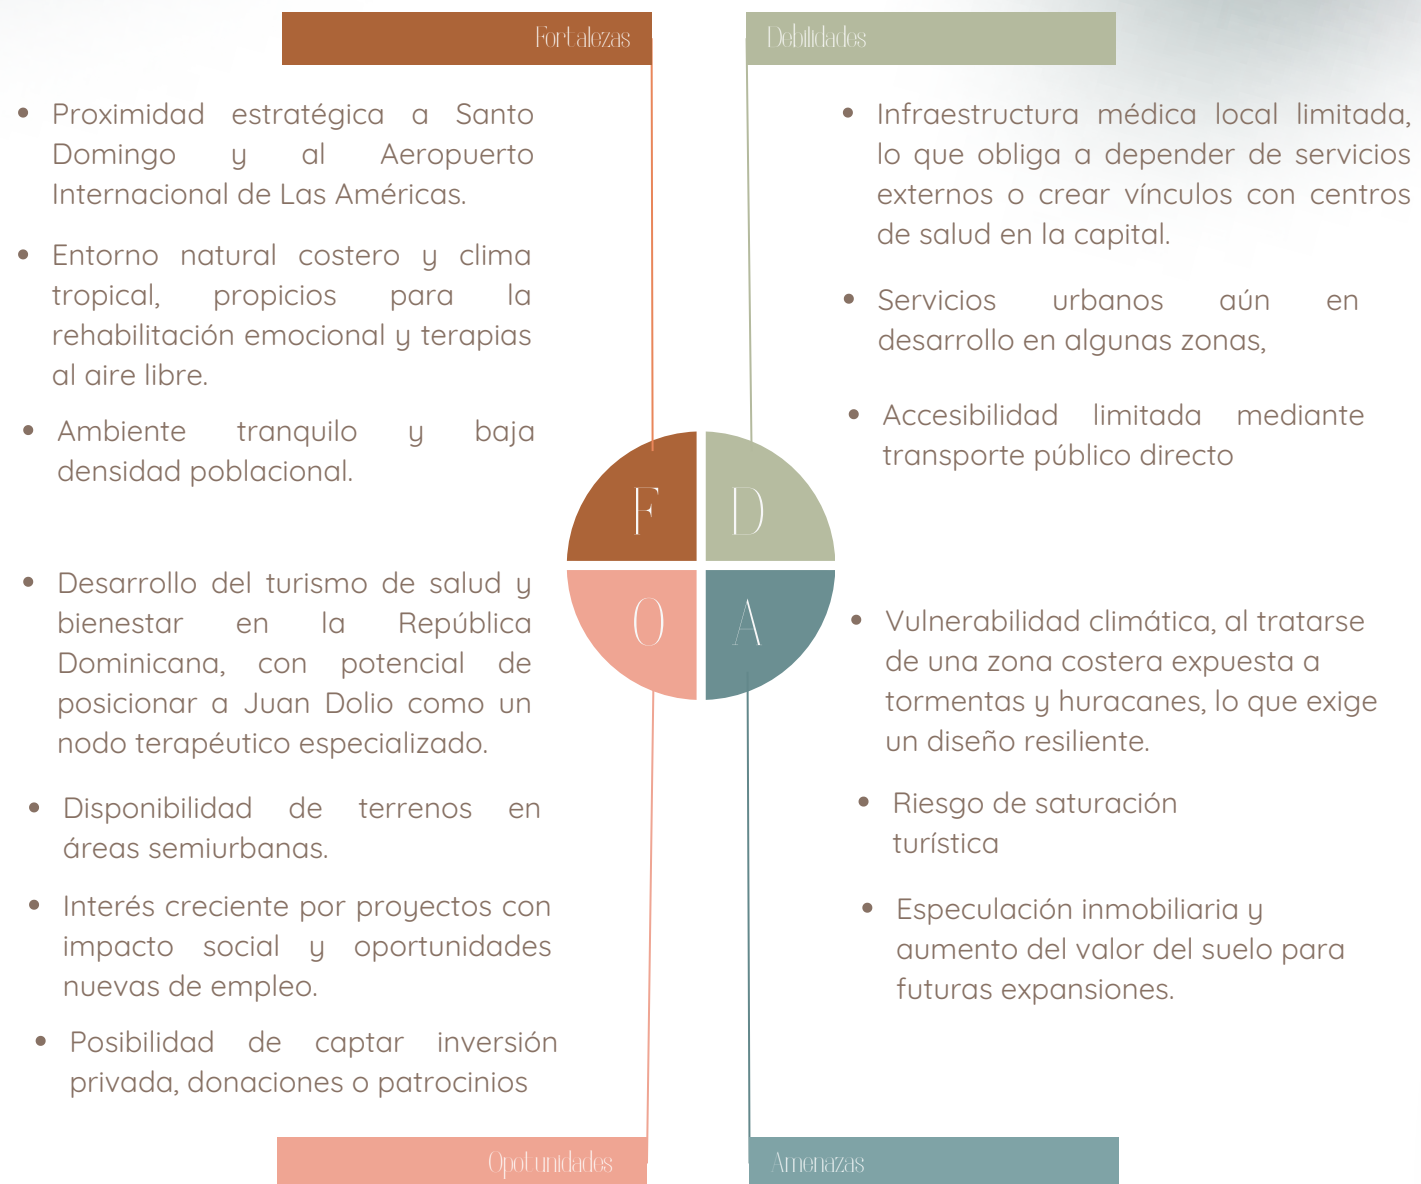 Fortalezas
Proximidad estratégica a Santo
Domingo y al Aeropuerto
Internacional de Las Américas.
Entorno natural costero y clima
tropical, propicios para la
rehabilitación emocional y terapias
al aire libre.
Ambiente tranquilo y baja
densidad poblacional.
Debilidades
Infraestructura médica local limitada,
lo que obliga a depender de servicios
externos o crear vínculos con centros
de salud en la capital.
Servicios urbanos aún en
desarrollo en algunas zonas,
Accesibilidad limitada mediante
transporte público directo
F
D
O
A
Desarrollo del turismo de salud y
bienestar en la República
Dominicana, con potencial de
posicionar a Juan Dolio como un
nodo terapéutico especializado.
Disponibilidad de terrenos en
áreas semiurbanas.
Interés creciente por proyectos con
impacto social y oportunidades
nuevas de empleo.
Posibilidad de captar inversión
privada, donaciones o patrocinios
Opotunidades
Vulnerabilidad climática, al tratarse
de una zona costera expuesta a
tormentas y huracanes, lo que exige
un diseño resiliente.
Riesgo de saturación
turística
Especulación inmobiliaria y
aumento del valor del suelo para
futuras expansiones.
Amenazas